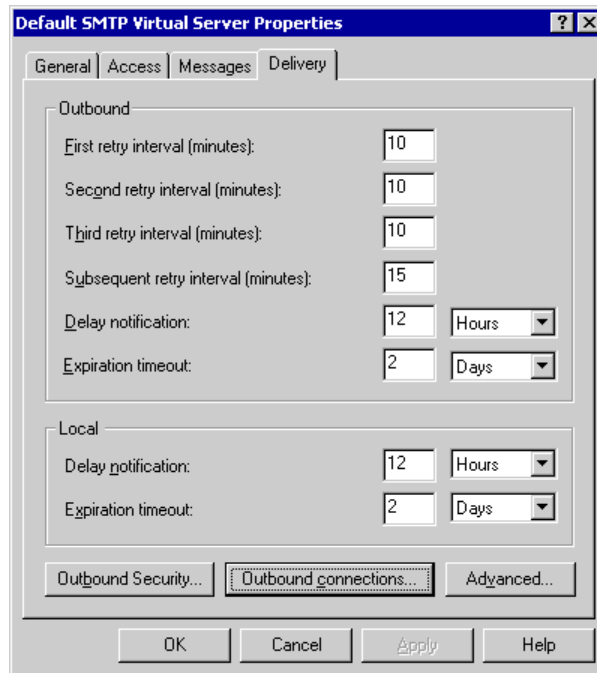 Default SMTP Virtual Server Properties
General Access Messages Delivery
Outbound
First retry interval (minutes): 10
Second retry interval (minutes): 10
Third retry interval (minutes): 10
Subsequent retry interval (minutes): 15
Delay notification: 12 Hours
Expiration timeout: 2 Days
Local
Delay notification: 12 Hours
Expiration timeout: 2 Days
Outbound Security... Outbound connections... Advanced...
OK Cancel Apply Help